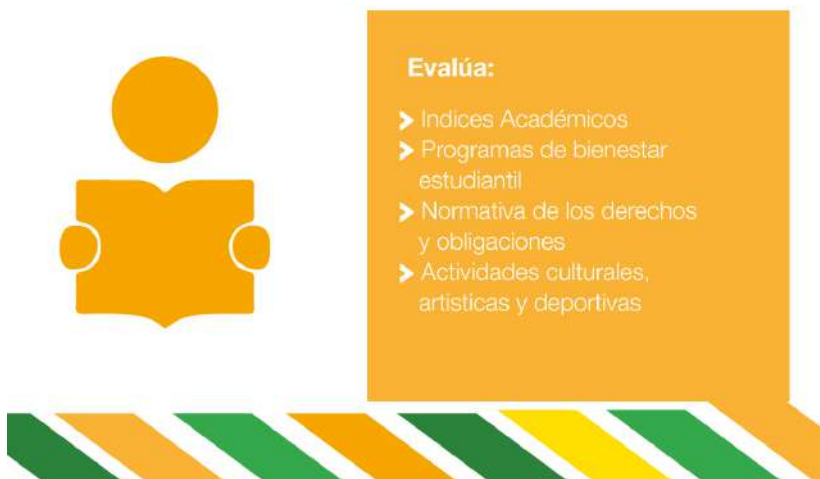 Evalúa:
> Indices Académicos
> Programas de bienestar
estudiantil
> Normativa de los derechos
y obligaciones
> Actividades culturales,
artisticas y deportivas